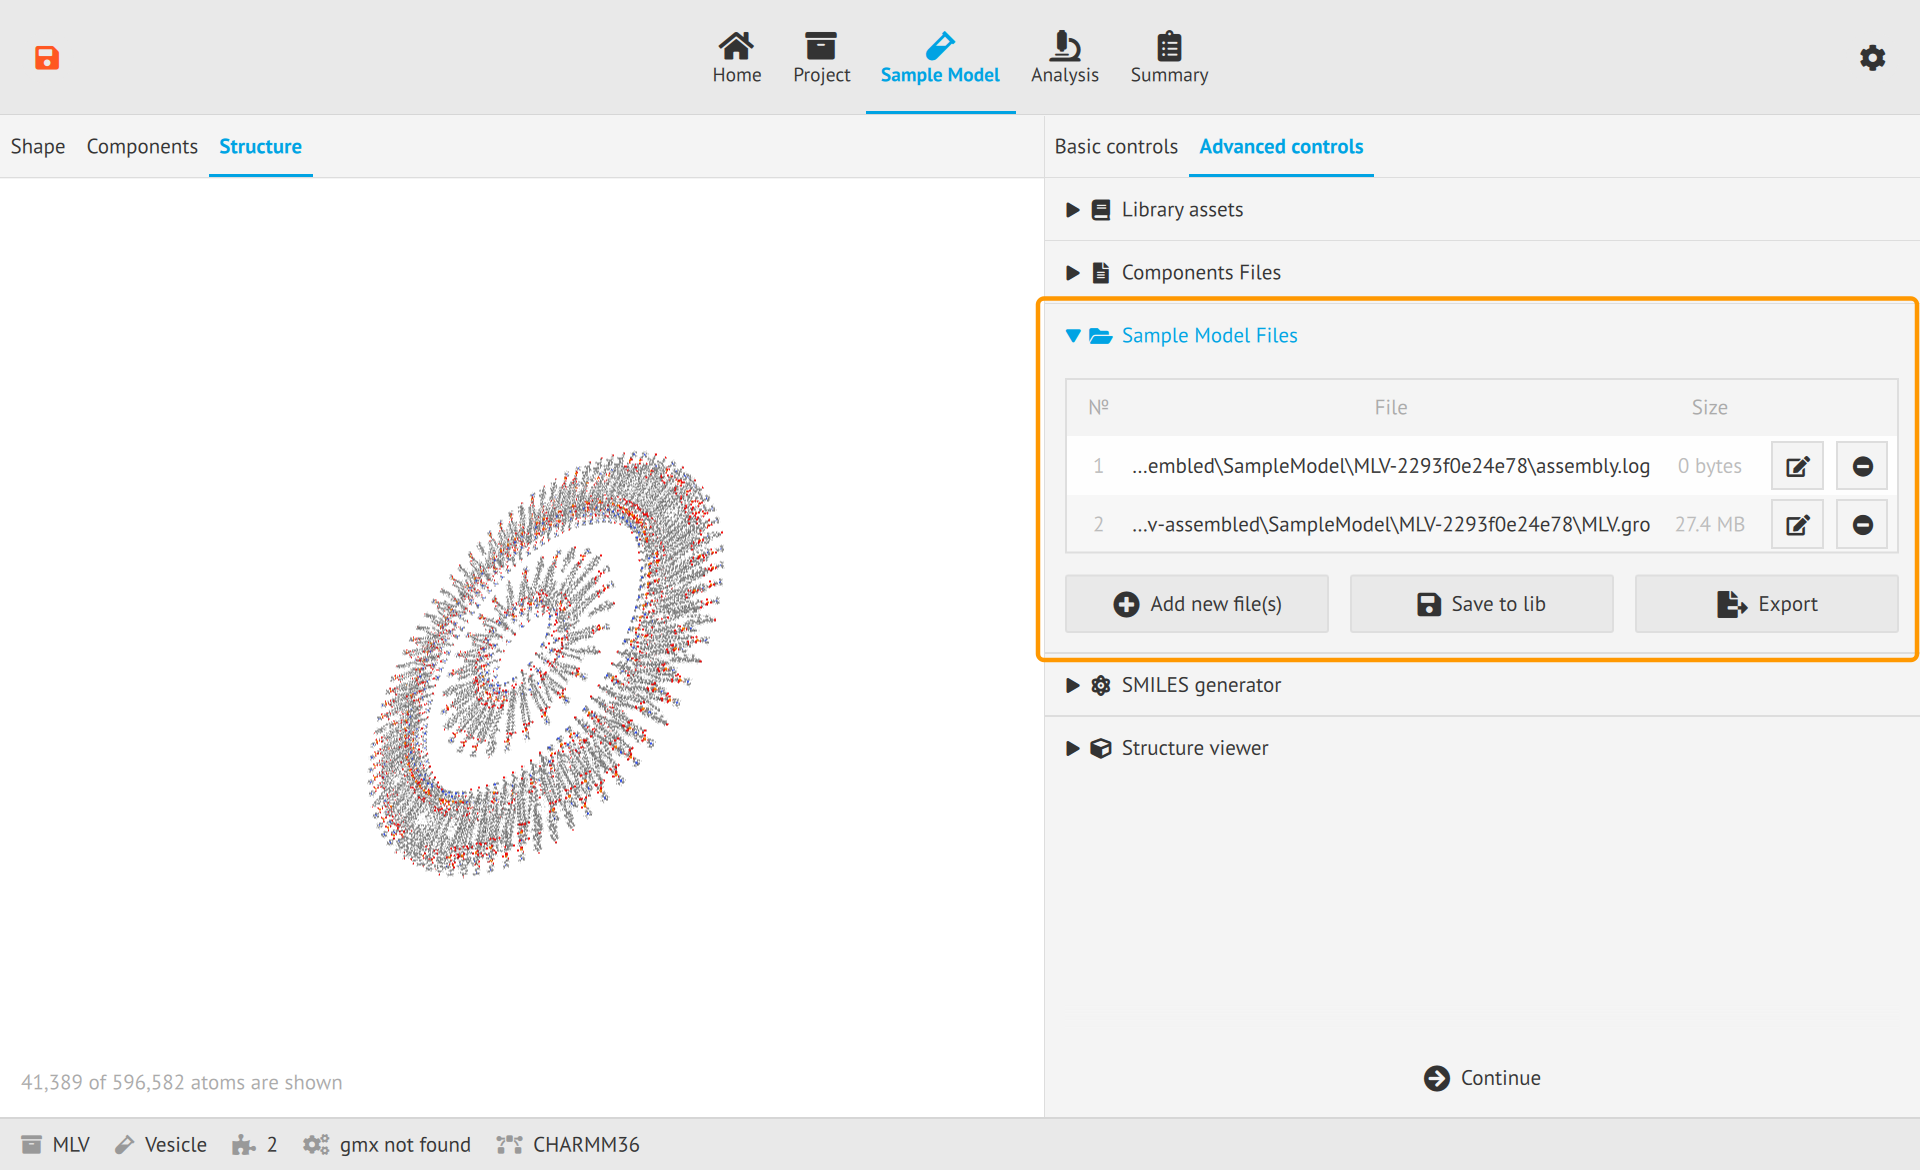 Home Project Sample Model Analysis Summary
Shape Components Structure
Basic controls Advanced controls
Library assets
Components Files
Sample Model Files
Nº File Size
1 ...embled\SampleModel\MLV-2293f0e24e78\assembly.log 0 bytes
2 ...v-assembled\SampleModel\MLV-2293f0e24e78\MLV.gro 27.4 MB
Add new file(s) Save to lib Export
SMILES generator
Structure viewer
41,389 of 596,582 atoms are shown
Continue
MLV Vesicle 2 gmx not found CHARMM36